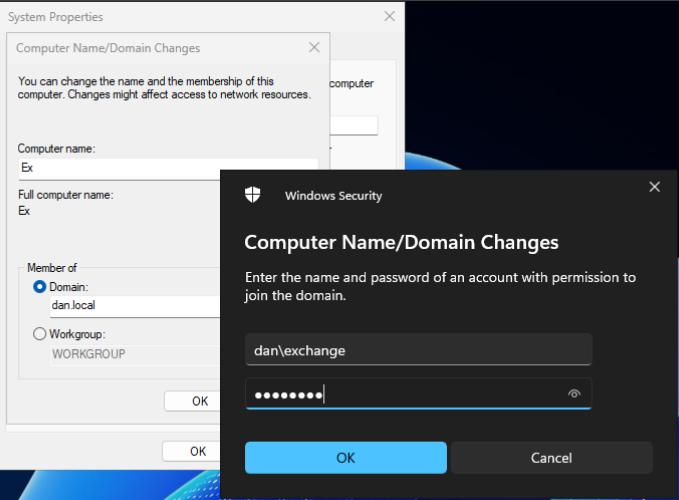 System Properties
Computer Name/Domain Changes
You can change the name and the membership of this
computer. Changes might affect access to network resources.
computer
Computer name:
Ex
Full computer name:
Ex
Member of
Domain:
dan.local
Workgroup:
WORKGROUP
OK
OK
Windows Security
Computer Name/Domain Changes
Enter the name and password of an account with permission to
join the domain.
dan\exchange
●●●●●●●●
OK
Cancel